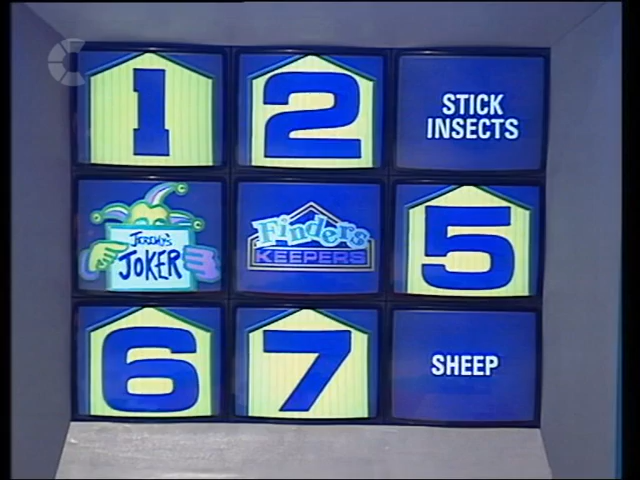 1
2
STICK
INSECTS
JEREMY'S
JOKER
Finders
KEEPERS
5
6
7
SHEEP